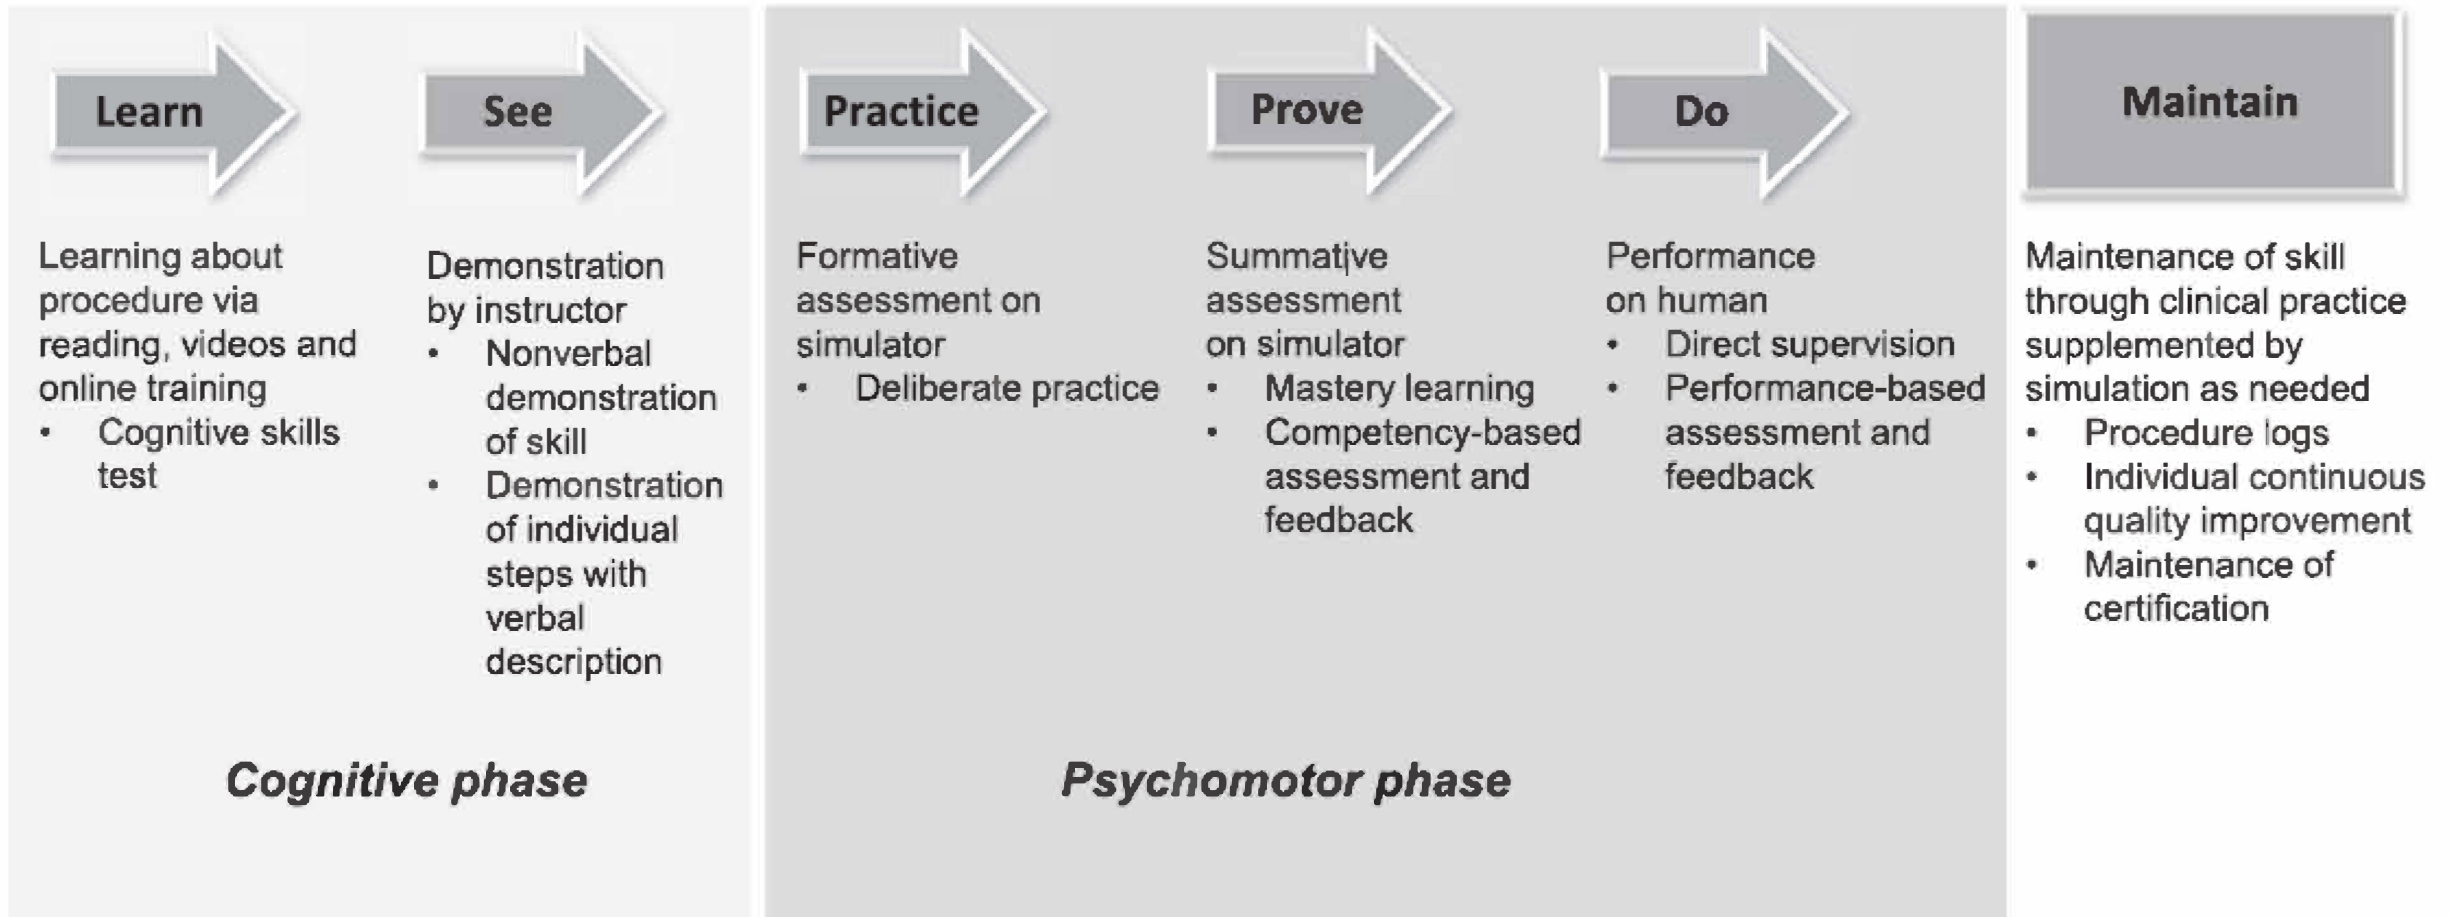 Learn
See
Practice
Prove
Do
Maintain
Learning about
procedure via
reading, videos and
online training
• Cognitive skills
test
Demonstration
by instructor
• Nonverbal
demonstration
of skill
• Demonstration
of individual
steps with
verbal
description
Formative
assessment on
simulator
• Deliberate practice
Summative
assessment
on simulator
• Mastery learning
• Competency-based
assessment and
feedback
Performance
on human
• Direct supervision
• Performance-based
assessment and
feedback
Maintenance of skill
through clinical practice
supplemented by
simulation as needed
• Procedure logs
• Individual continuous
quality improvement
• Maintenance of
certification
Cognitive phase
Psychomotor phase